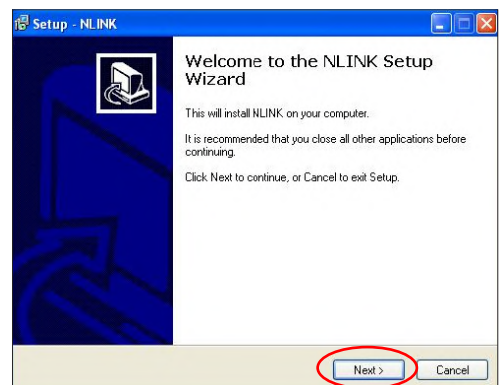 Setup - NLINK
Welcome to the NLINK Setup
Wizard
This will install NLINK on your computer.
It is recommended that you close all other applications before
continuing.
Click Next to continue, or Cancel to exit Setup.
Next >
Cancel